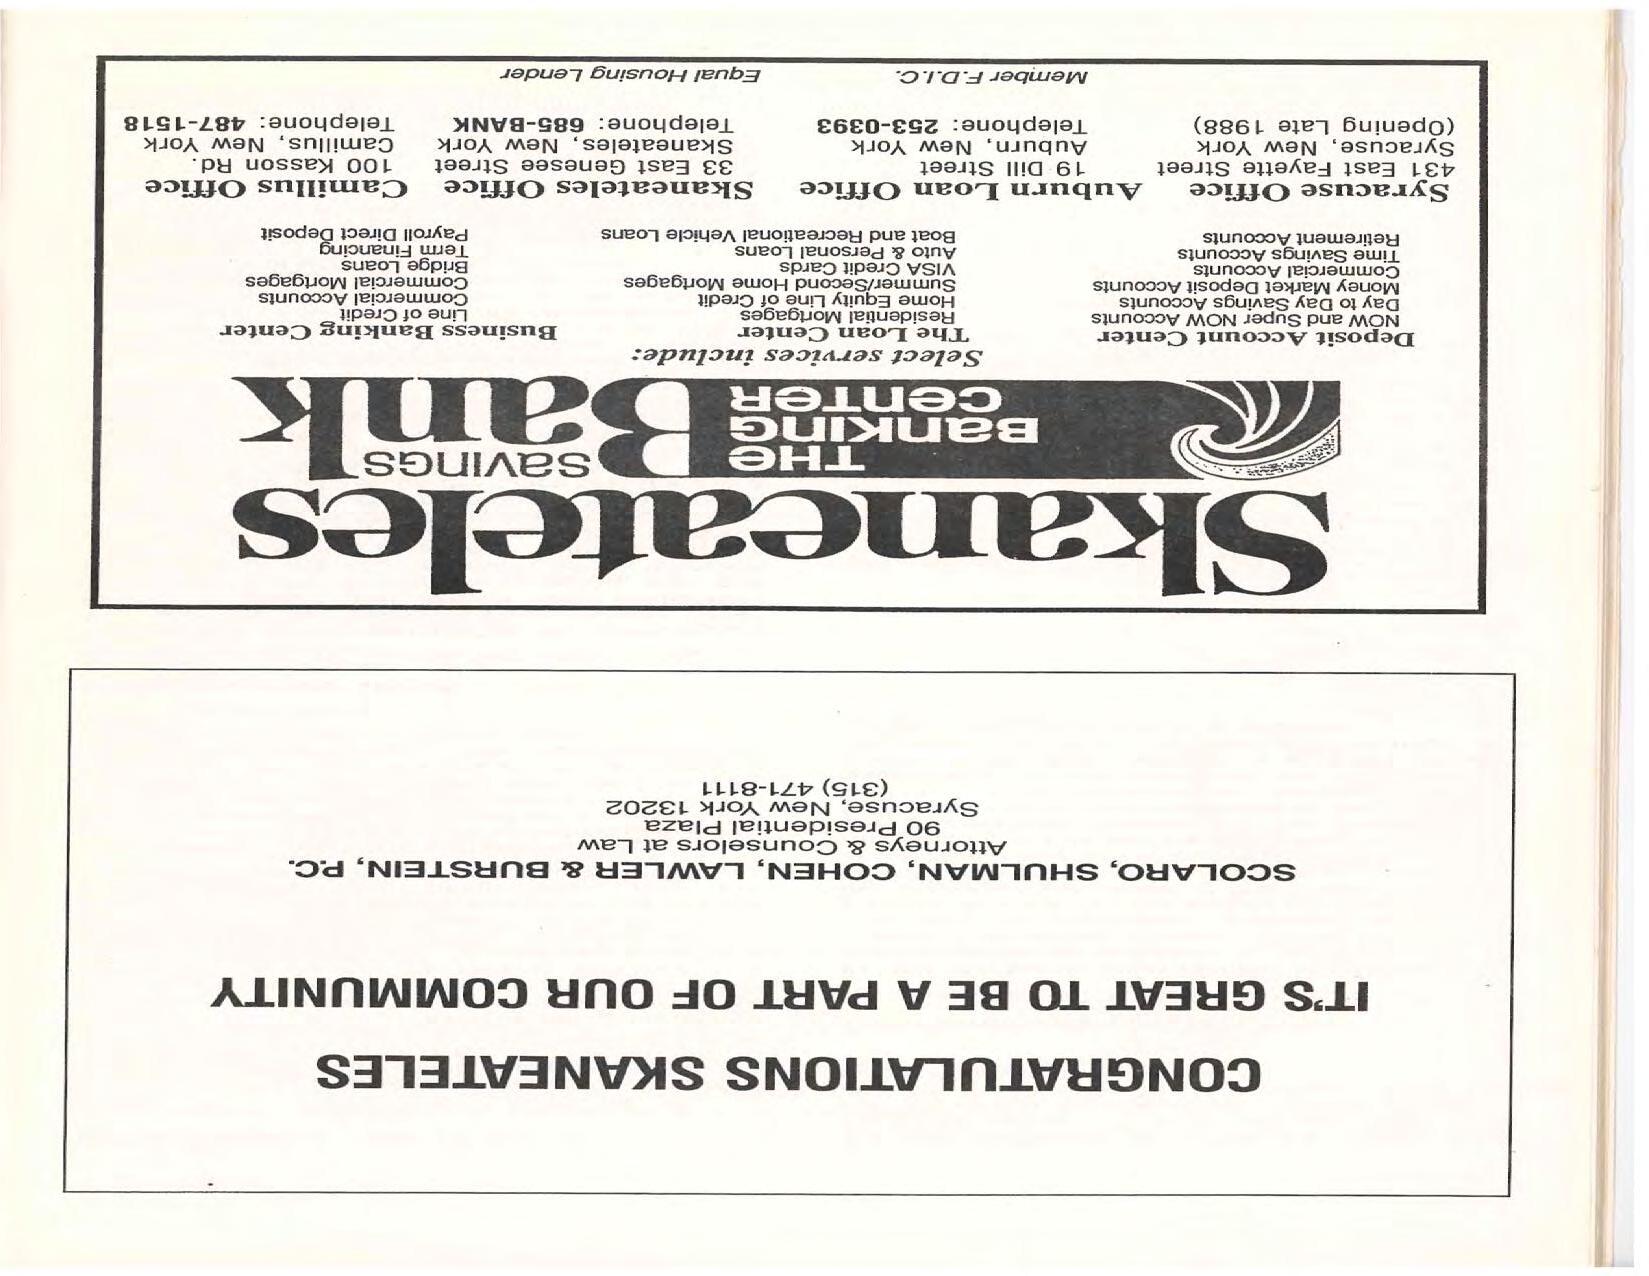 CONGRATULATIONS SKANEATELES
IT'S GREAT TO BE A PART OF OUR COMMUNITY
SCOLARO, SHULMAN, COHEN, LAWLER & BURSTEIN, P.C.
Attorneys & Counselors at Law
90 Presidential Plaza
Syracuse, New York 13202
(315) 471-8111
Skaneateles
SAVINGS
Bank
THE
BANKING
CENTER
Select services include:
Deposit Account Center
NOW and Super NOW Accounts
Day to Day Savings Accounts
Money Market Deposit Accounts
Commercial Accounts
Time Savings Accounts
Retirement Accounts
The Loan Center
Residential Mortgages
Home Equity Line of Credit
Summer/Second Home Mortgages
VISA Credit Cards
Auto & Personal Loans
Boat and Recreational Vehicle Loans
Business Banking Center
Line of Credit
Commercial Accounts
Commercial Mortgages
Bridge Loans
Term Financing
Payroll Direct Deposit
Syracuse Office
431 East Fayette Street
Syracuse, New York
(Opening Late 1988)
Auburn Loan Office
19 Dill Street
Auburn, New York
Telephone: 253-0393
Skaneateles Office
33 East Genesee Street
Skaneateles, New York
Telephone: 685-BANK
Camillus Office
100 Kasson Rd.
Camillus, New York
Telephone: 487-1518
Member F.D.I.C.
Equal Housing Lender